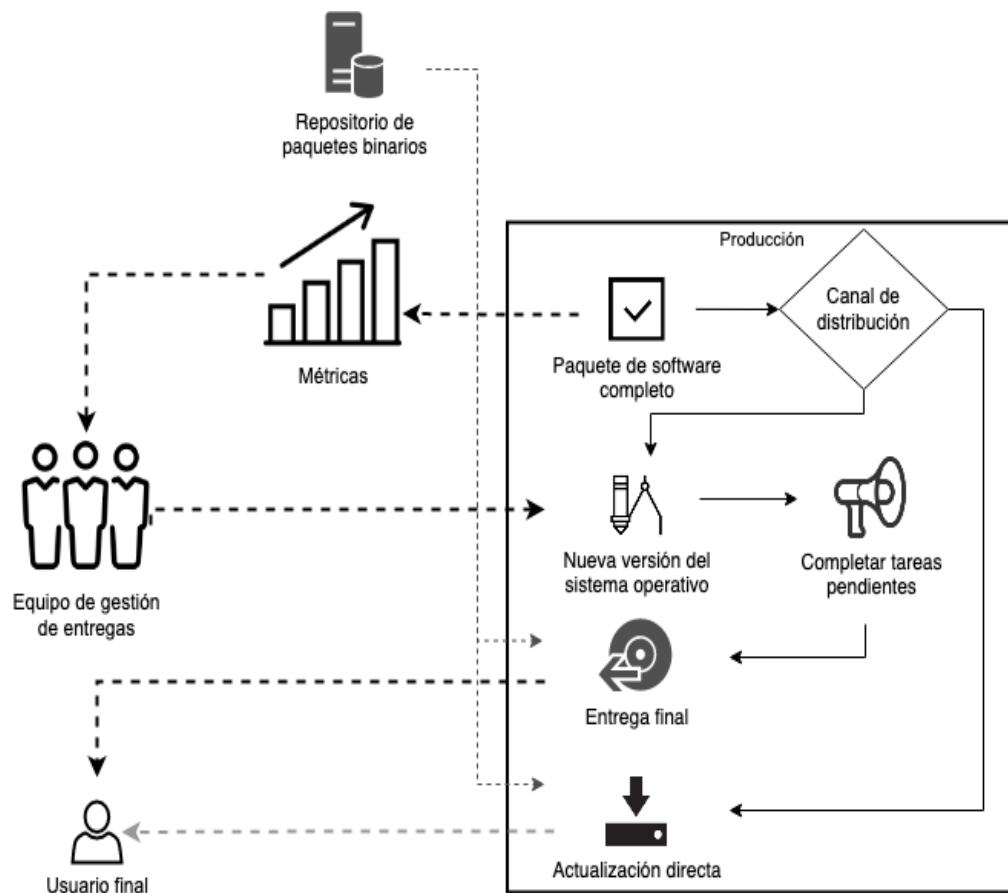 Repositorio de
paquetes binarios
Producción
Canal de
distribución
Paquete de software
completo
Métricas
Nueva versión del
sistema operativo
Completar tareas
pendientes
Equipo de gestión
de entregas
Entrega final
Actualización directa
Usuario final